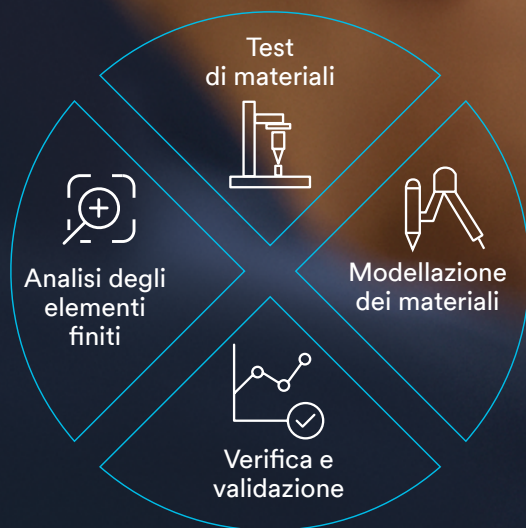 Test
di materiali
Modellazione
dei materiali
Analisi degli
elementi
finiti
Verifica e
validazione